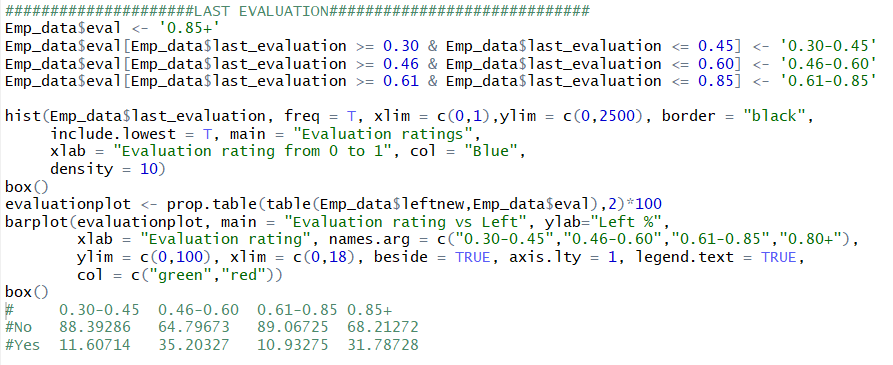 #####################LAST EVALUATION#############################
Emp_data$eval <- '0.85+'
Emp_data$eval[Emp_data$last_evaluation >= 0.30 & Emp_data$last_evaluation <= 0.45] <- '0.30-0.45'
Emp_data$eval[Emp_data$last_evaluation >= 0.46 & Emp_data$last_evaluation <= 0.60] <- '0.46-0.60'
Emp_data$eval[Emp_data$last_evaluation >= 0.61 & Emp_data$last_evaluation <= 0.85] <- '0.61-0.85'
hist(Emp_data$last_evaluation, freq = T, xlim = c(0,1),ylim = c(0,2500), border = "black",
     include.lowest = T, main = "Evaluation ratings",
     xlab = "Evaluation rating from 0 to 1", col = "Blue",
     density = 10)
box()
evaluationplot <- prop.table(table(Emp_data$leftnew,Emp_data$eval),2)*100
barplot(evaluationplot, main = "Evaluation rating vs Left", ylab="Left %",
        xlab = "Evaluation rating", names.arg = c("0.30-0.45","0.46-0.60","0.61-0.85","0.80+"),
        ylim = c(0,100), xlim = c(0,18), beside = TRUE, axis.lty = 1, legend.text = TRUE,
        col = c("green","red"))
box()
#     0.30-0.45  0.46-0.60  0.61-0.85 0.85+
#No   88.39286   64.79673   89.06725  68.21272
#Yes  11.60714   35.20327   10.93275  31.78728